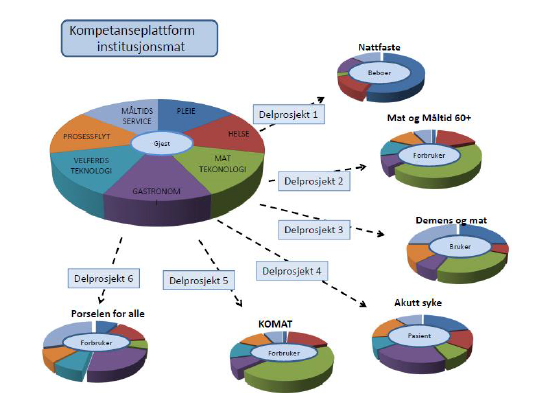 Kompetanseplattform
institusjonsmat
Nattfaste
Beboer
MÅLTIDS
SERVICE
PLEIE
Delprosjekt 1
Mat og Måltid 60+
PROSESSFLYT
Gjest
HELSE
Forbruker
VELFERDS
TEKNOLOGI
MAT
TEKONOLOGI
Delprosjekt 2
GASTRONOMI
Delprosjekt 3
Demens og mat
Bruker
Delprosjekt 6
Delprosjekt 5
Delprosjekt 4
Porselen for alle
Forbruker
KOMAT
Forbruker
Akutt syke
Pasient